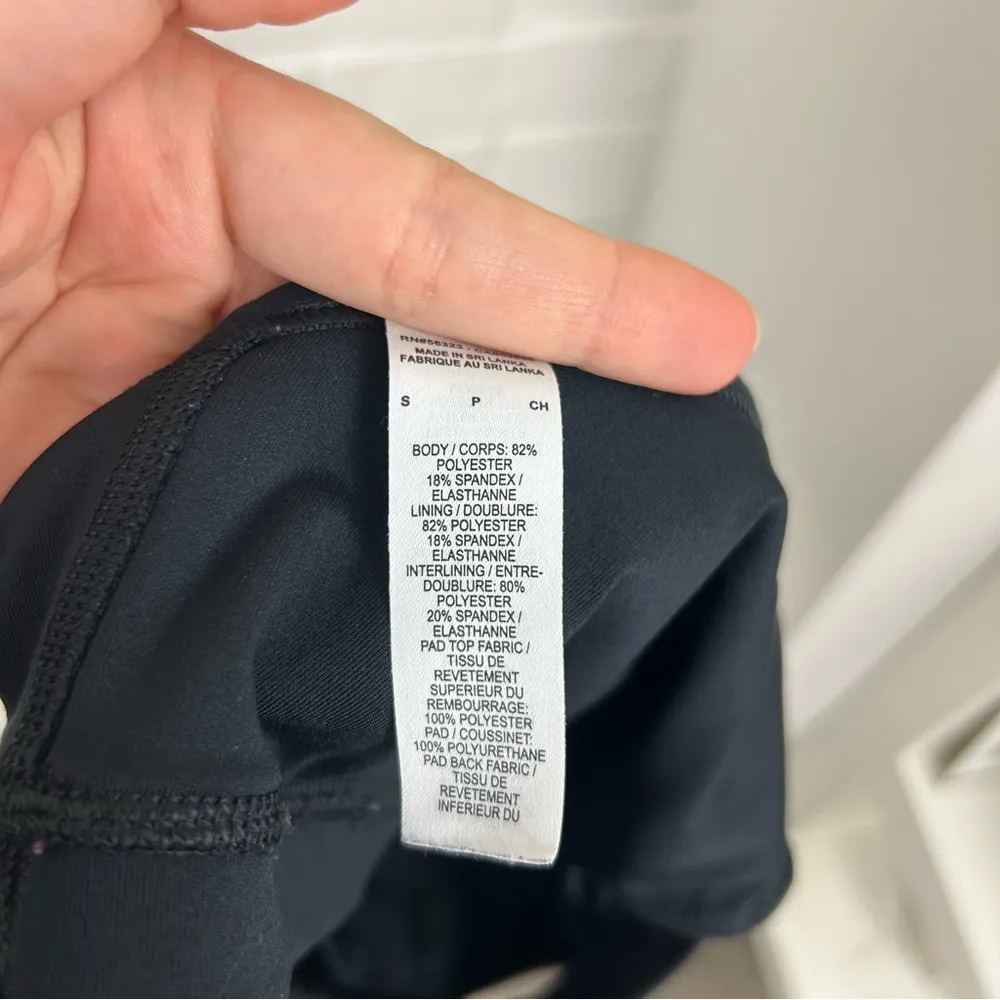 RN#56323
MADE IN SRI LANKA
FABRIQUE AU SRI LANKA
S P CH
BODY / CORPS: 82%
POLYESTER
18% SPANDEX /
ELASTHANNE
LINING / DOUBLURE:
82% POLYESTER
18% SPANDEX /
ELASTHANNE
INTERLINING / ENTRE-
DOUBLURE: 80%
POLYESTER
20% SPANDEX /
ELASTHANNE
PAD TOP FABRIC /
TISSU DE
REVETEMENT
SUPERIEUR DU
REMBOURRAGE:
100% POLYESTER
PAD / COUSSINET:
100% POLYURETHANE
PAD BACK FABRIC /
TISSU DE
REVETEMENT
INFERIEUR DU